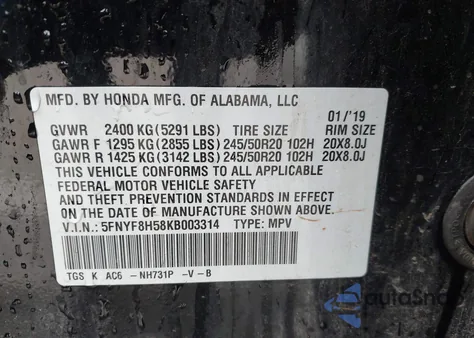 MFD. BY HONDA MFG. OF ALABAMA, LLC
01/'19
GVWR 2400 KG (5291 LBS) TIRE SIZE RIM SIZE
GAWR F 1295 KG (2855 LBS) 245/50R20 102H 20X8.0J
GAWR R 1425 KG (3142 LBS) 245/50R20 102H 20X8.0J
THIS VEHICLE CONFORMS TO ALL APPLICABLE
FEDERAL MOTOR VEHICLE SAFETY
AND THEFT PREVENTION STANDARDS IN EFFECT
ON THE DATE OF MANUFACTURE SHOWN ABOVE.
V.I.N.: 5FNYF8H58KB003314 TYPE: MPV
TGS K AC6 -NH731P -V-B